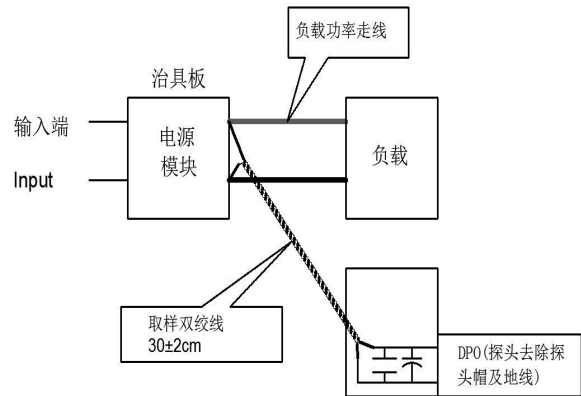 负载功率走线
治具板
输入端
电源
模块
负载
Input
取样双绞线
30±2cm
DPO(探头去除探
头帽及地线)